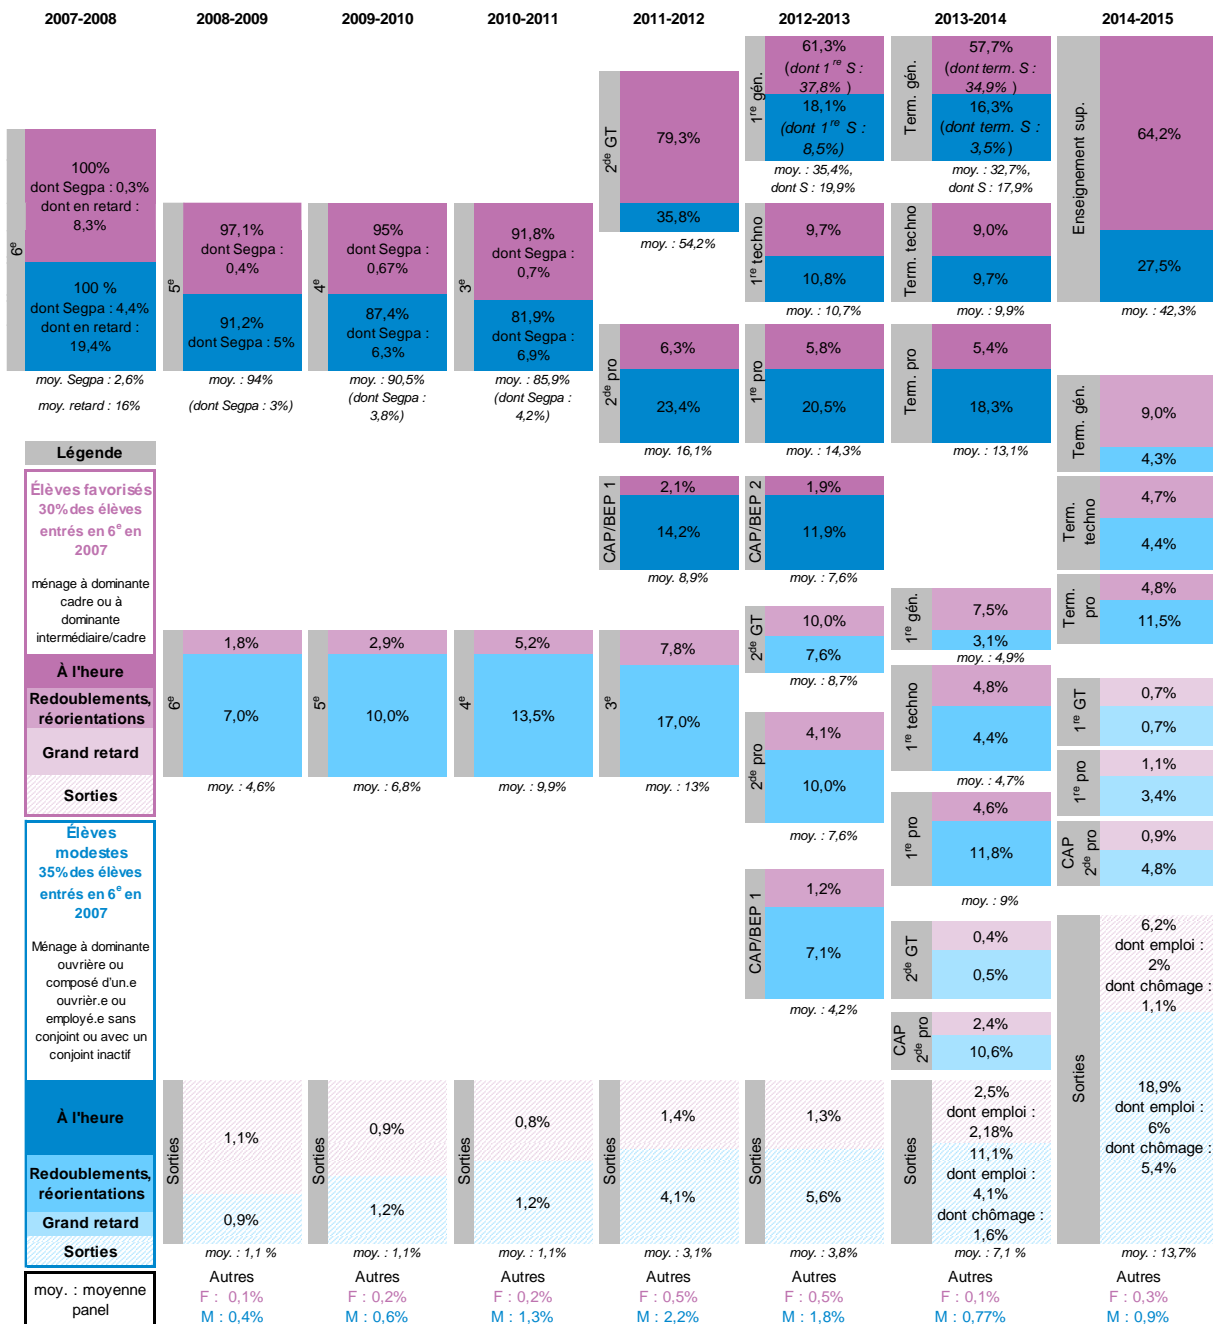 2007-2008
6e
100%
dont Segpa : 0,3%
dont en retard :
8,3%
100 %
dont Segpa : 4,4%
dont en retard :
19,4%
moy. Segpa : 2,6%
moy. retard : 16%
Légende
Élèves favorisés
30% des élèves
entrés en 6e en
2007
ménage à dominante
cadre ou à
dominante
intermédiaire/cadre
À l'heure
Redoublements,
réorientations
Grand retard
Sorties
Élèves
modestes
35% des élèves
entrés en 6e en
2007
Ménage à dominante
ouvrière ou
composé d'un.e
ouvrièr.e ou
employé.e sans
conjoint ou avec un
conjoint inactif
À l'heure
Redoublements,
réorientations
Grand retard
Sorties
moy. : moyenne
panel
2008-2009
5e
97,1%
dont Segpa :
0,4%
91,2%
dont Segpa : 5%
moy. : 94%
(dont Segpa : 3%)
6e
1,8%
7,0%
moy. : 4,6%
Sorties
1,1%
0,9%
moy. : 1,1 %
Autres
F : 0,1%
M : 0,4%
2009-2010
4e
95%
dont Segpa :
0,67%
87,4%
dont Segpa :
6,3%
moy. : 90,5%
(dont Segpa :
3,8%)
5e
2,9%
10,0%
moy. : 6,8%
Sorties
0,9%
1,2%
moy. : 1,1%
Autres
F : 0,2%
M : 0,6%
2010-2011
3e
91,8%
dont Segpa :
0,7%
81,9%
dont Segpa :
6,9%
moy. : 85,9%
(dont Segpa :
4,2%)
4e
5,2%
13,5%
moy. : 9,9%
Sorties
0,8%
1,2%
moy. : 1,1%
Autres
F : 0,2%
M : 1,3%
2011-2012
2de GT
79,3%
35,8%
moy. : 54,2%
2de pro
6,3%
23,4%
moy. 16,1%
CAP/BEP 1
2,1%
14,2%
moy. 8,9%
3e
7,8%
17,0%
moy. : 13%
Sorties
1,4%
4,1%
moy. : 3,1%
Autres
F : 0,5%
M : 2,2%
2012-2013
1re gén.
61,3%
(dont 1re S :
37,8% )
18,1%
(dont 1re S :
8,5%)
moy. : 35,4%,
dont S : 19,9%
1re techno
9,7%
10,8%
moy. : 10,7%
1re pro
5,8%
20,5%
moy. : 14,3%
CAP/BEP 2
1,9%
11,9%
moy. : 7,6%
2de GT
10,0%
7,6%
moy. : 8,7%
2de pro
4,1%
10,0%
moy. : 7,6%
CAP/BEP 1
1,2%
7,1%
moy. : 4,2%
Sorties
1,3%
5,6%
moy. : 3,8%
Autres
F : 0,5%
M : 1,8%
2013-2014
Term. gén.
57,7%
(dont term. S :
34,9% )
16,3%
(dont term. S :
3,5%)
moy. : 32,7%,
dont S : 17,9%
Term. techno
9,0%
9,7%
moy. : 9,9%
Term. pro
5,4%
18,3%
moy. : 13,1%
1re gén.
7,5%
3,1%
moy. : 4,9%
1re techno
4,8%
4,4%
moy. : 4,7%
1re pro
4,6%
11,8%
moy. : 9%
2de GT
0,4%
0,5%
CAP
2de pro
2,4%
10,6%
Sorties
2,5%
dont emploi :
2,18%
11,1%
dont emploi :
4,1%
dont chômage :
1,6%
moy. : 7,1 %
Autres
F : 0,1%
M : 0,77%
2014-2015
Enseignement sup.
64,2%
27,5%
moy. : 42,3%
Term. gén.
9,0%
4,3%
Term.
techno
4,7%
4,4%
Term.
pro
4,8%
11,5%
1re GT
0,7%
0,7%
1re pro
1,1%
3,4%
CAP
2de pro
0,9%
4,8%
Sorties
6,2%
dont emploi :
2%
dont chômage :
1,1%
18,9%
dont emploi :
6%
dont chômage :
5,4%
moy. : 13,7%
Autres
F : 0,3%
M : 0,9%